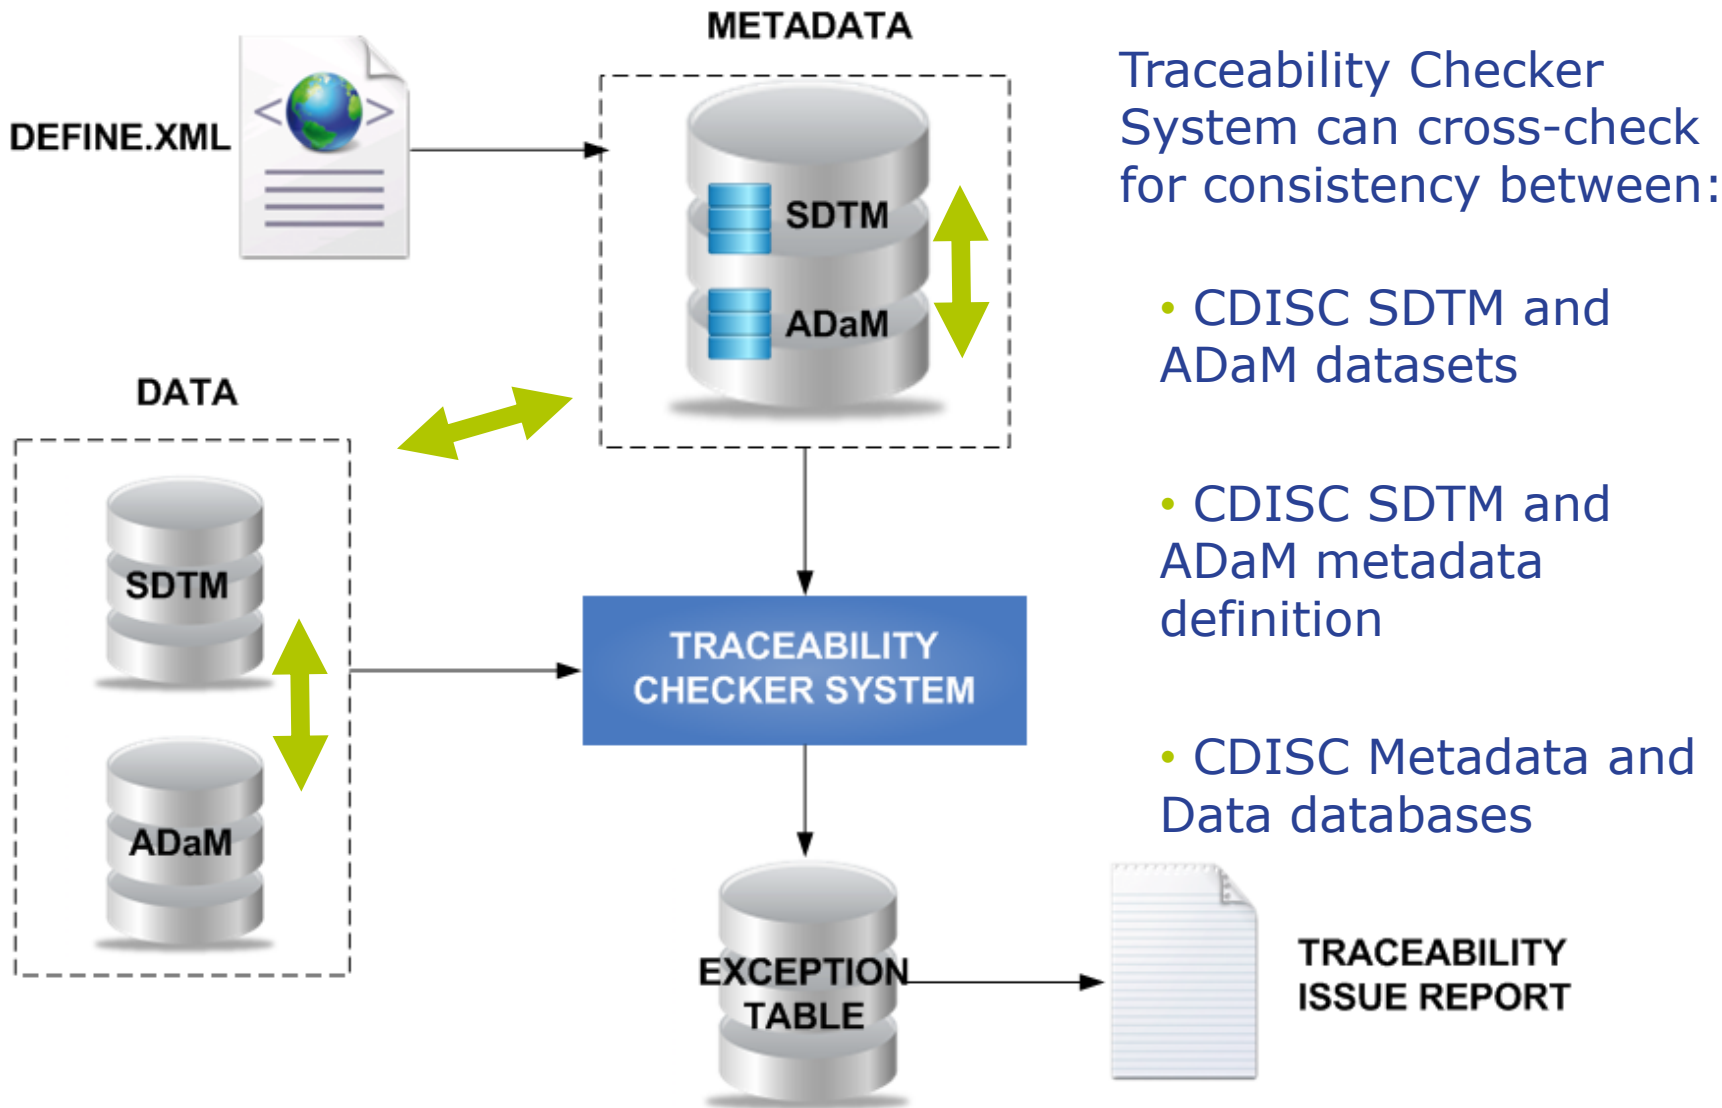 METADATA
DEFINE.XML
SDTM
ADaM
DATA
SDTM
ADaM
TRACEABILITY
CHECKER SYSTEM
EXCEPTION
TABLE
TRACEABILITY
ISSUE REPORT
Traceability Checker
System can cross-check
for consistency between:
• CDISC SDTM and
ADaM datasets
• CDISC SDTM and
ADaM metadata
definition
• CDISC Metadata and
Data databases